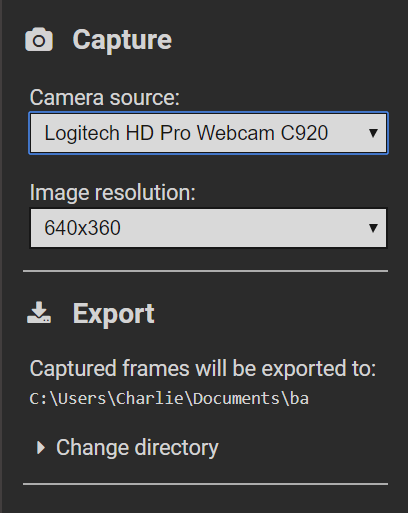 Capture
Camera source:
Logitech HD Pro Webcam C920
Image resolution:
640x360
Export
Captured frames will be exported to:
C:\Users\Charlie\Documents\ba
Change directory